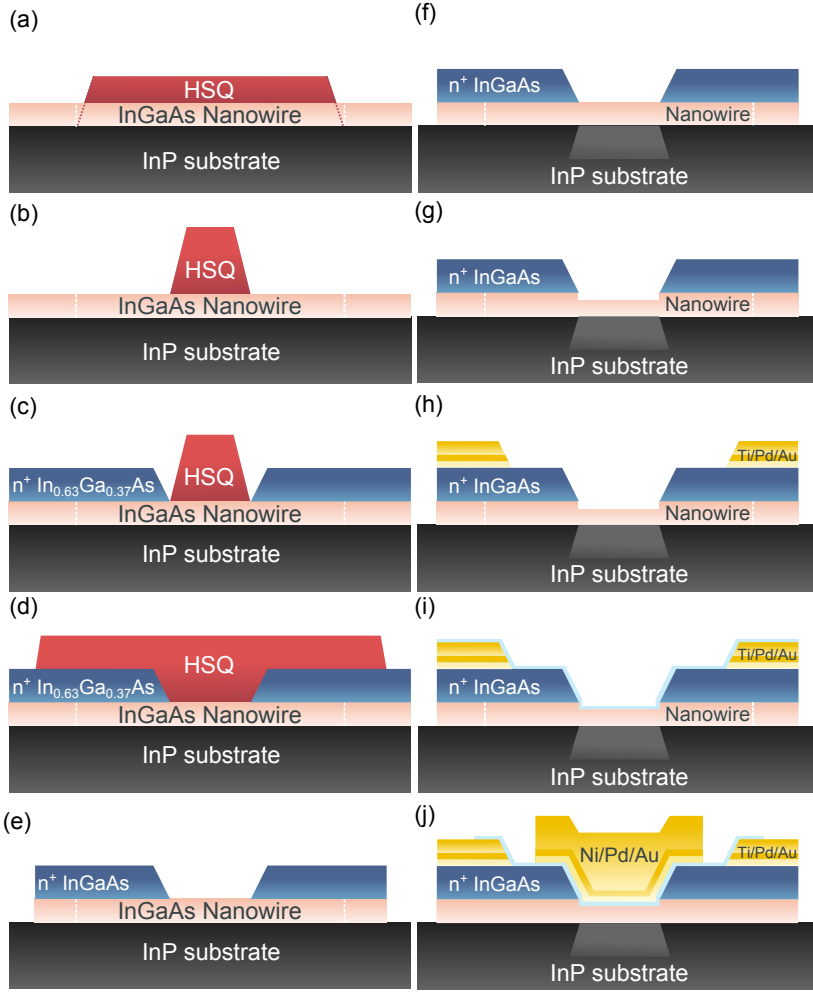 (a)
HSQ
InGaAs Nanowire
InP substrate
(b)
HSQ
InGaAs Nanowire
InP substrate
(c)
HSQ
n⁺ In₀.₆₃Ga₀.₃₇As
InGaAs Nanowire
InP substrate
(d)
HSQ
n⁺ In₀.₆₃Ga₀.₃₇As
InGaAs Nanowire
InP substrate
(e)
n⁺ InGaAs
InGaAs Nanowire
InP substrate
(f)
n⁺ InGaAs
Nanowire
InP substrate
(g)
n⁺ InGaAs
Nanowire
InP substrate
(h)
Ti/Pd/Au
n⁺ InGaAs
Nanowire
InP substrate
(i)
Ti/Pd/Au
n⁺ InGaAs
Nanowire
InP substrate
(j)
Ni/Pd/Au
Ti/Pd/Au
n⁺ InGaAs
InP substrate